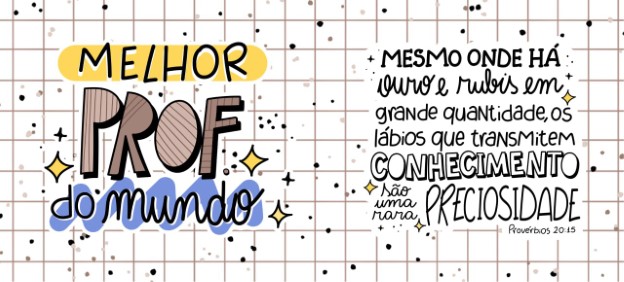 MELHOR
PROF.
do mundo
MESMO ONDE HÁ
ouro e rubis em
grande quantidade, os
lábios que transmitem
CONHECIMENTO
são
uma
rara
PRECIOSIDADE
Provérbios 20:15